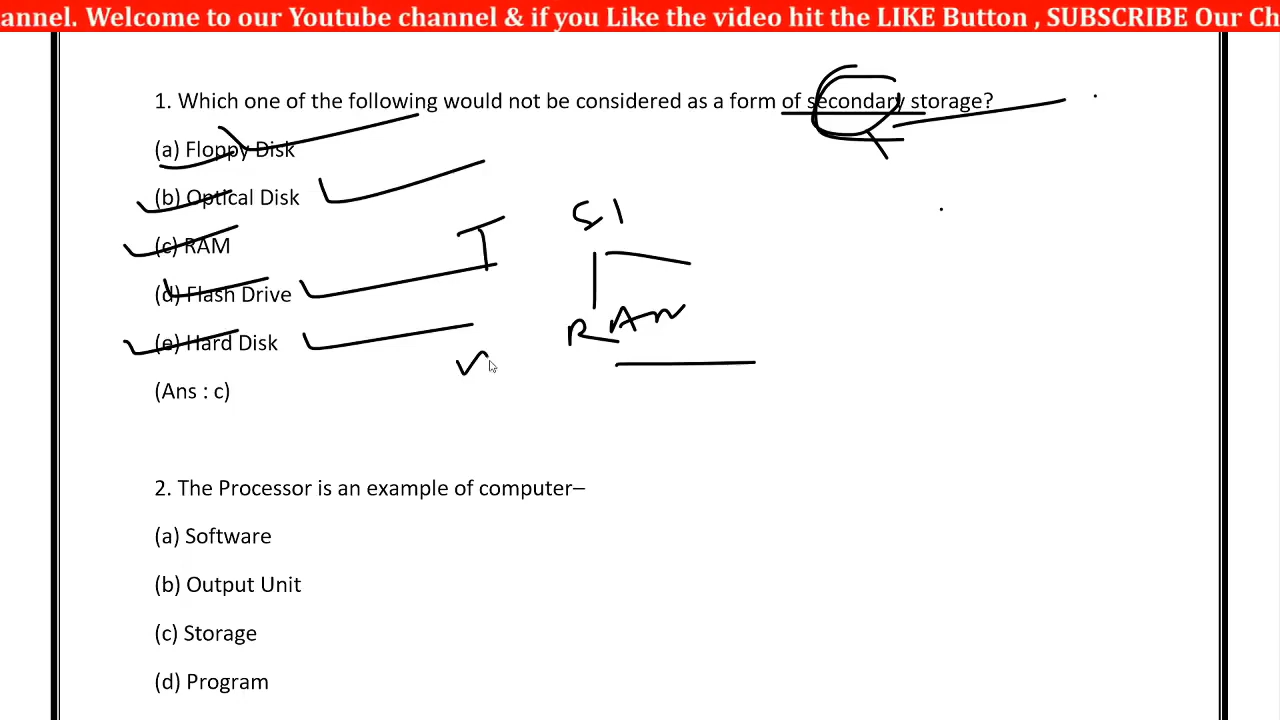 annel. Welcome to our Youtube channel & if you Like the video hit the LIKE Button , SUBSCRIBE Our Ch
1. Which one of the following would not be considered as a form of secondary storage?
(a) Floppy Disk
(b) Optical Disk
(c) RAM
(d) Flash Drive
(e) Hard Disk
(Ans : c)
2. The Processor is an example of computer–
(a) Software
(b) Output Unit
(c) Storage
(d) Program